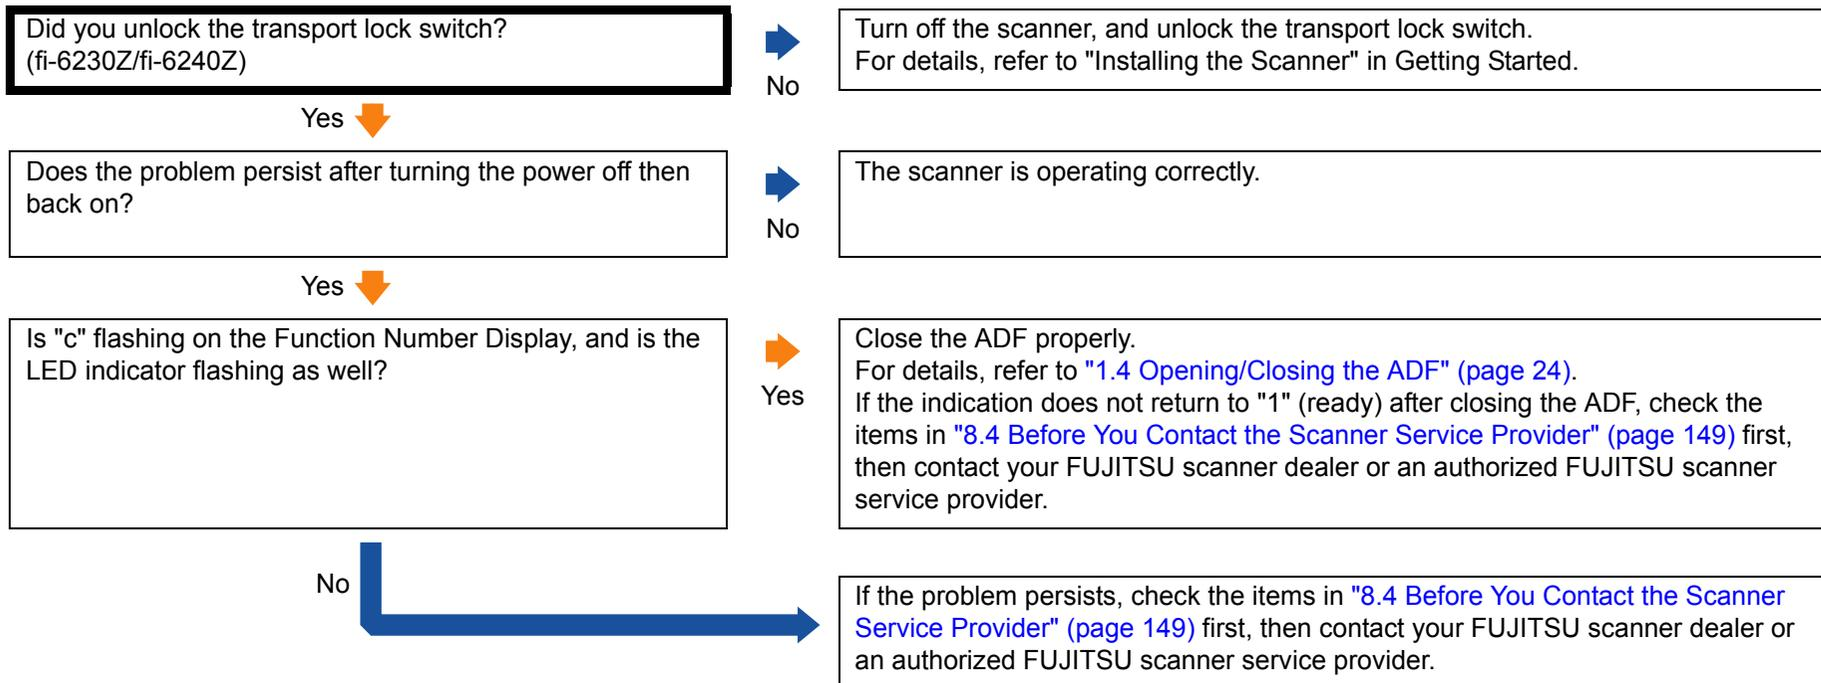 Did you unlock the transport lock switch?
(fi-6230Z/fi-6240Z)
No
Turn off the scanner, and unlock the transport lock switch.
For details, refer to "Installing the Scanner" in Getting Started.
Yes
Does the problem persist after turning the power off then
back on?
No
The scanner is operating correctly.
Yes
Is "c" flashing on the Function Number Display, and is the
LED indicator flashing as well?
Yes
Close the ADF properly.
For details, refer to "1.4 Opening/Closing the ADF" (page 24).
If the indication does not return to "1" (ready) after closing the ADF, check the
items in "8.4 Before You Contact the Scanner Service Provider" (page 149) first,
then contact your FUJITSU scanner dealer or an authorized FUJITSU scanner
service provider.
No
If the problem persists, check the items in "8.4 Before You Contact the Scanner
Service Provider" (page 149) first, then contact your FUJITSU scanner dealer or
an authorized FUJITSU scanner service provider.